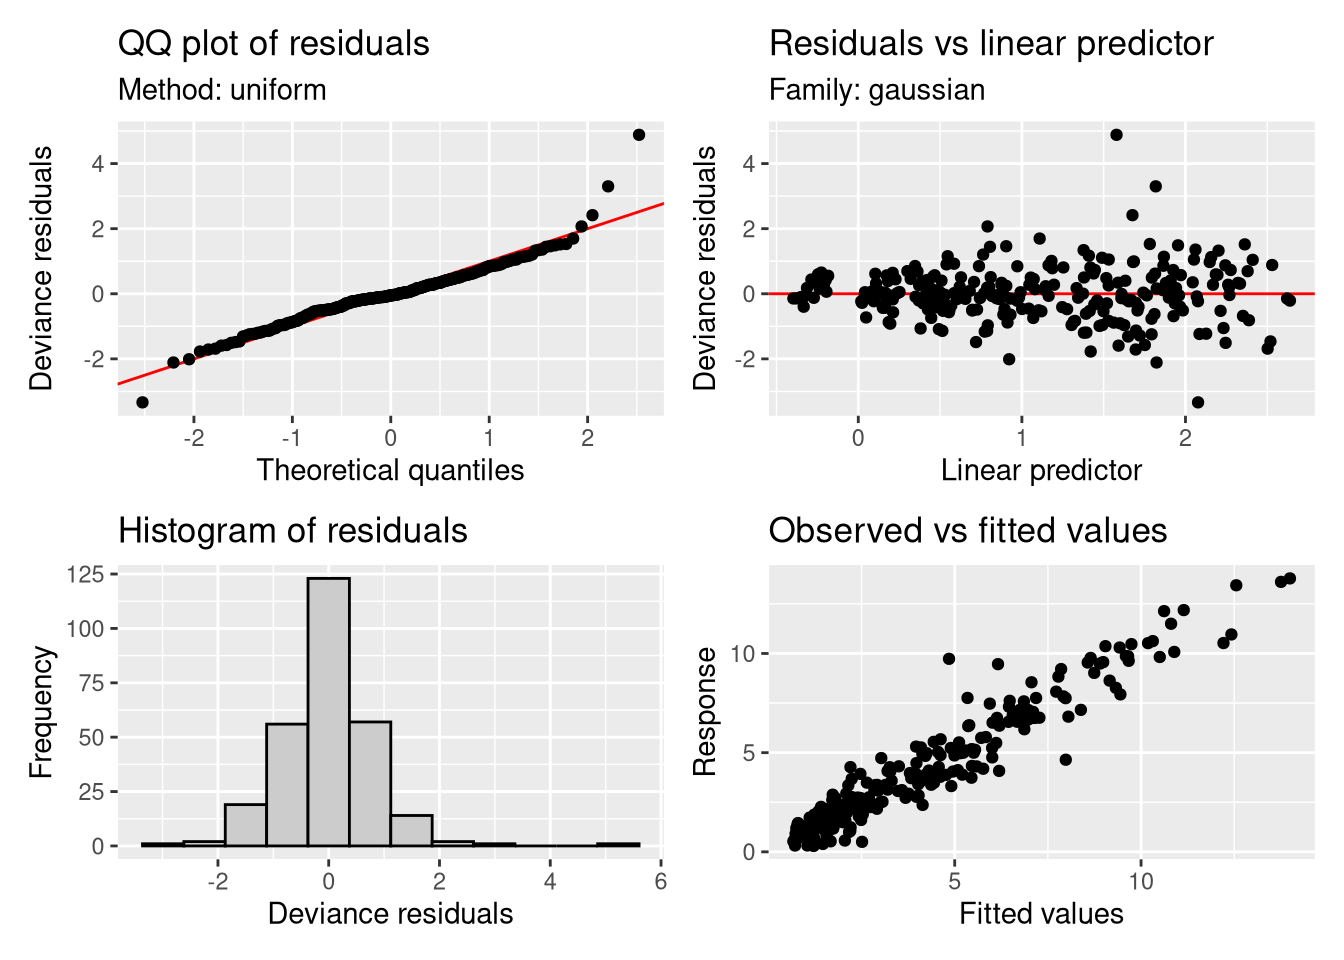 QQ plot of residuals
Method: uniform
Deviance residuals
4
2
0
-2
-2
-1
0
1
2
Theoretical quantiles
Residuals vs linear predictor
Family: gaussian
Deviance residuals
4
2
0
-2
0
1
2
Linear predictor
Histogram of residuals
Frequency
125
100
75
50
25
0
-2
0
2
4
6
Deviance residuals
Observed vs fitted values
Response
10
5
0
5
10
Fitted values